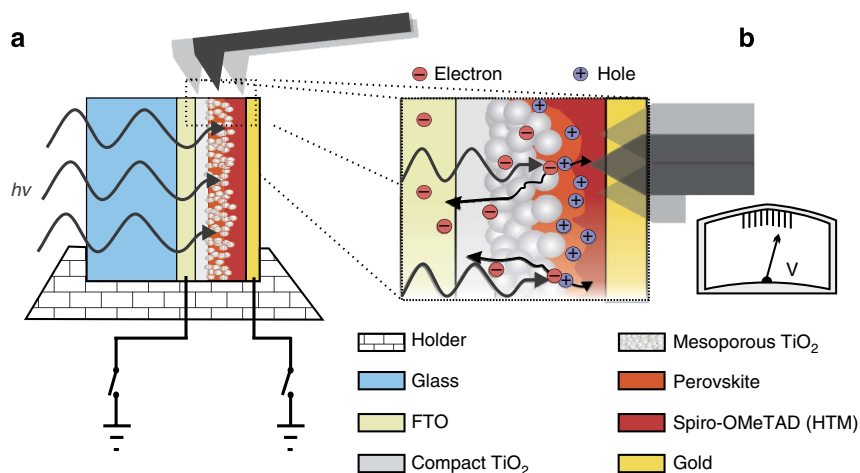 a
b
Electron
Hole
hν
V
Holder
Glass
FTO
Compact TiO₂
Mesoporous TiO₂
Perovskite
Spiro-OMeTAD (HTM)
Gold